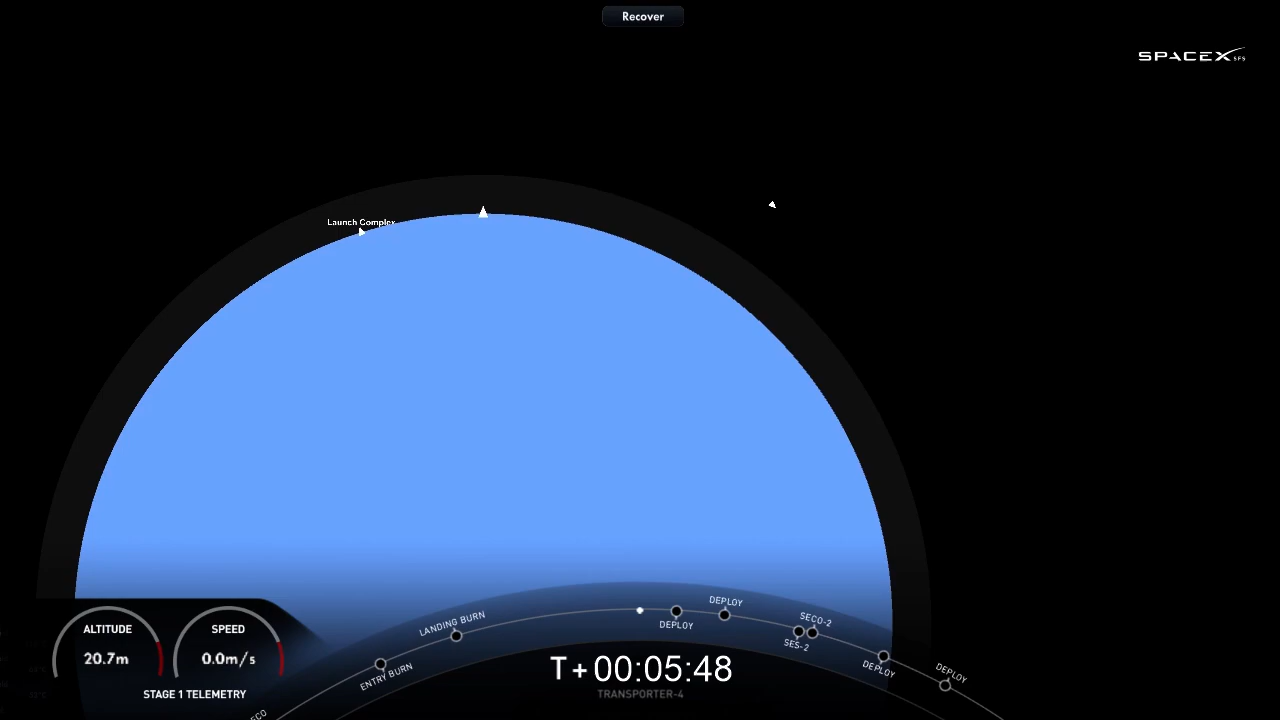 Recover
SPACEX SFS
Launch Complex
DEPLOY
SECO-2
LANDING BURN
DEPLOY
SES-2
ALTITUDE
SPEED
20.7m
0.0m/s
ENTRY BURN
T+00:05:48
DEPLOY
DEPLOY
STAGE 1 TELEMETRY
TRANSPORTER-4